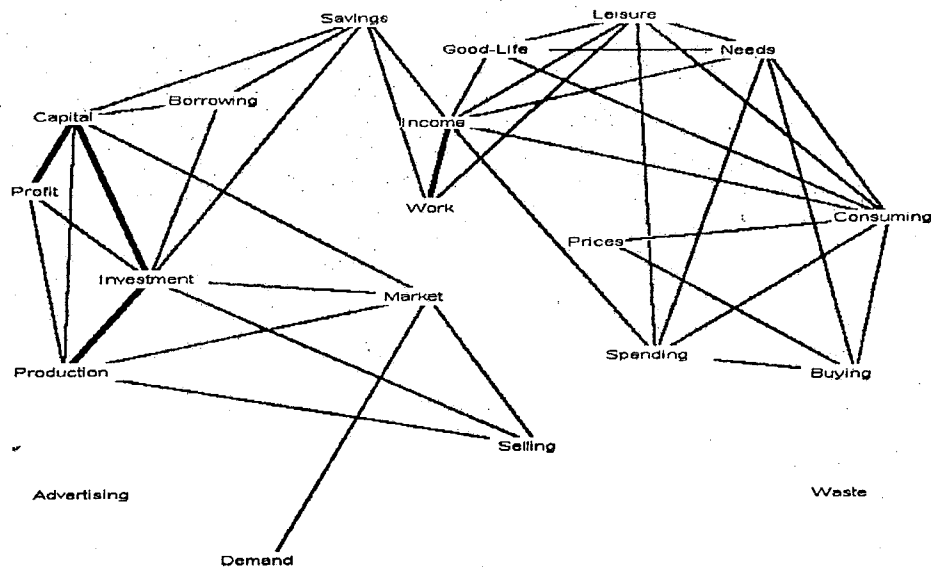 Savings
Leisure
Good-Life
Needs
Borrowing
Capital
Income
Profit
Work
Consuming
Prices
Investment
Market
Spending
Production
Buying
Selling
Advertising
Waste
Demand